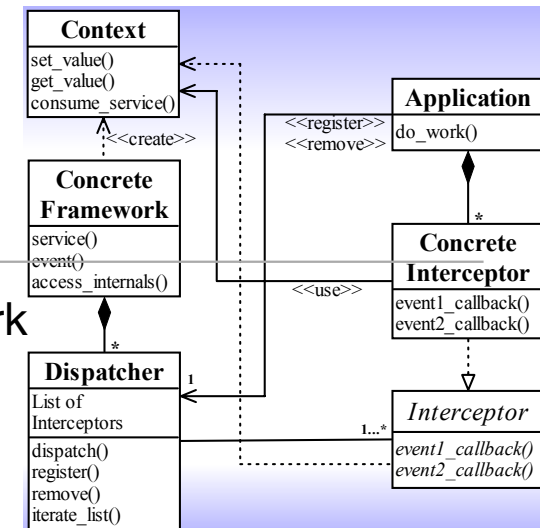 Context
set_value()
get_value()
consume_service()
<<create>>
Concrete
Framework
service()
event()
access_internals()
rk
*
Dispatcher
List of
Interceptors
dispatch()
register()
remove()
iterate_list()
1
1...*
<<register>>
<<remove>>
<<use>>
Application
do_work()
*
Concrete
Interceptor
event1_callback()
event2_callback()
Interceptor
event1_callback()
event2_callback()